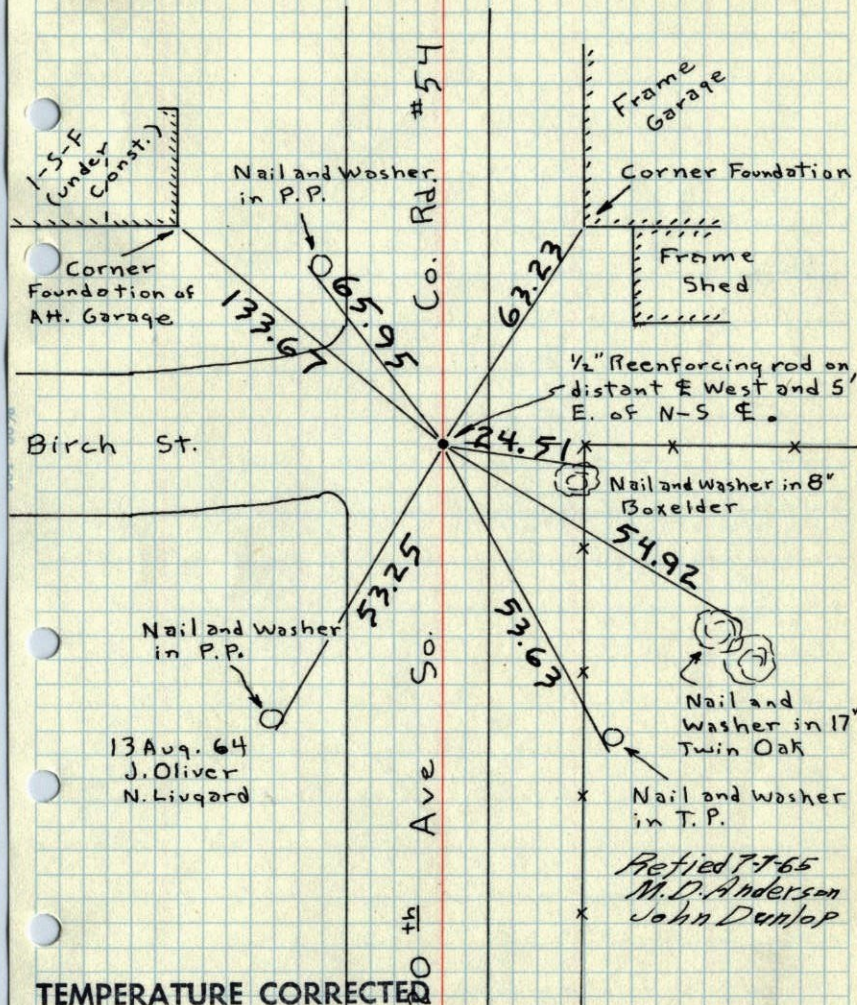 Co. Rd. #54
Frame
Garage
1-S-F
(under
Const.)
Nail and Washer
in P.P.
Corner Foundation
Corner
Foundation of
Att. Garage
Frame
Shed
133.67
65.95
63.23
1/2" Reenforcing rod on
distant ℄ West and 5'
E. of N-S ℄.
Birch St.
24.51
Nail and Washer in 8"
Boxelder
54.92
53.25
53.63
Nail and Washer
in P.P.
Nail and
Washer in 17"
Twin Oak
13 Aug. 64
J. Oliver
N. Livgard
Nail and Washer
in T.P.
Retied 7-7-65
M.D. Anderson
John Dunlop
Ave So.
TEMPERATURE CORRECTED